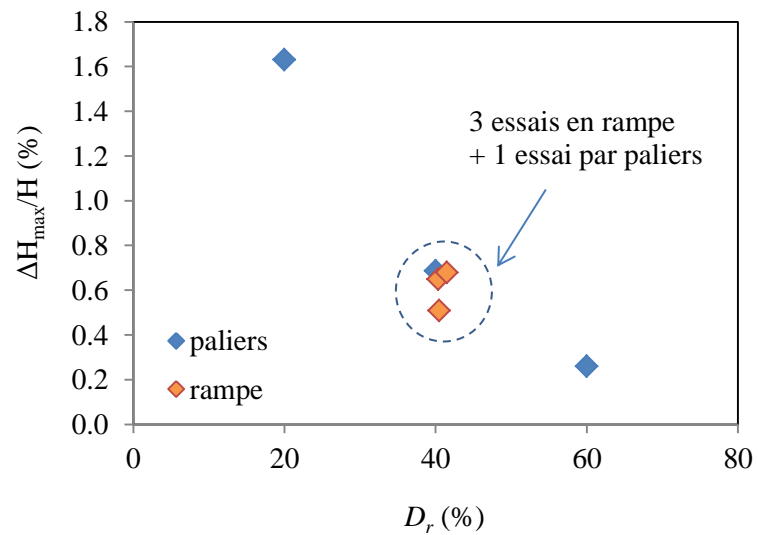 1.8
1.6
1.4
1.2
1.0
0.8
0.6
0.4
0.2
0.0
ΔHmax/H (%)
3 essais en rampe
+ 1 essai par paliers
paliers
rampe
0 20 40 60 80
Dr (%)